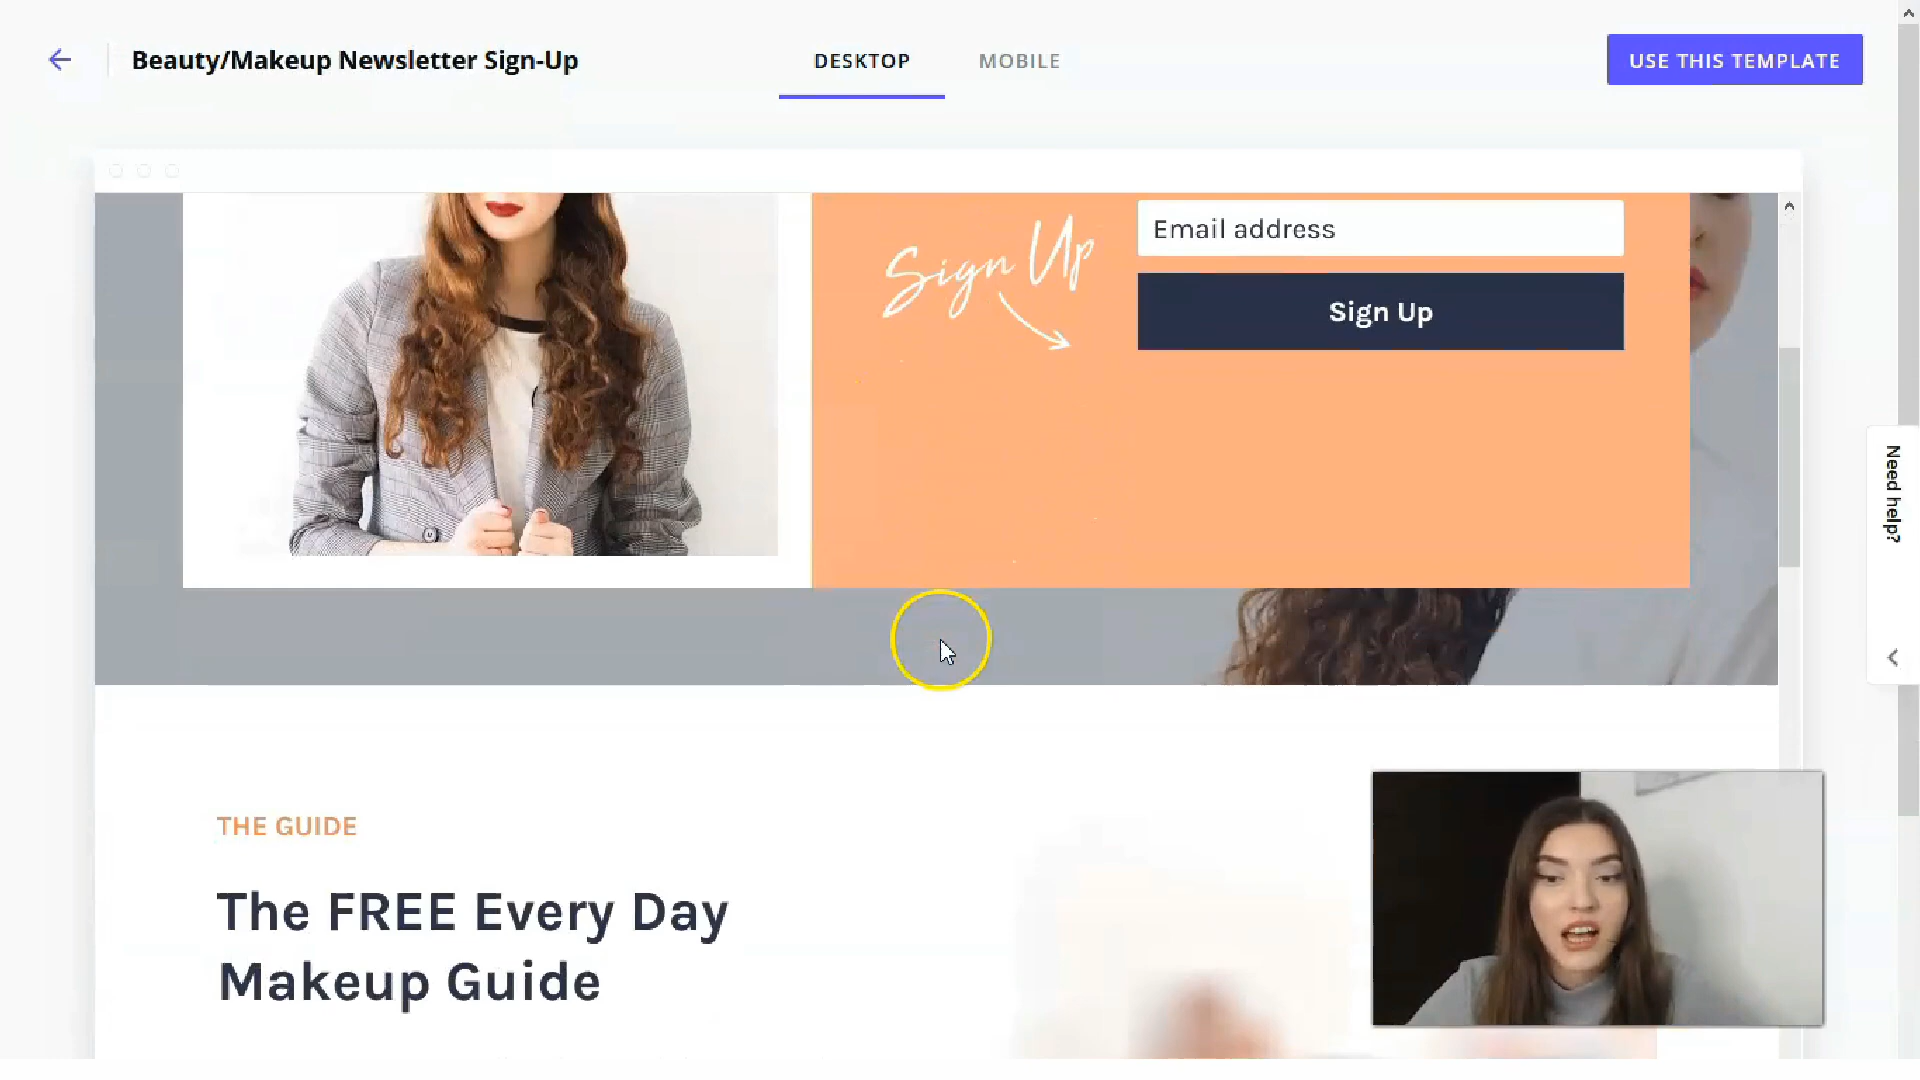 Beauty/Makeup Newsletter Sign-Up
DESKTOP
MOBILE
USE THIS TEMPLATE
Email address
Sign Up
Sign Up
Need help?
THE GUIDE
The FREE Every Day
Makeup Guide